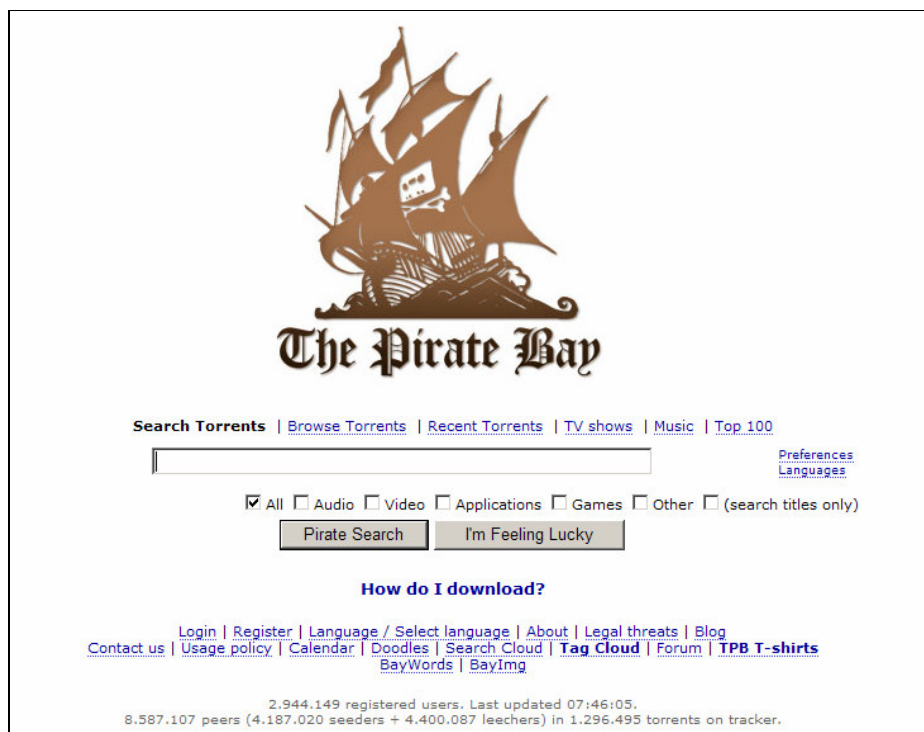 The Pirate Bay
Search Torrents | Browse Torrents | Recent Torrents | TV shows | Music | Top 100
Preferences
Languages
All Audio Video Applications Games Other (search titles only)
Pirate Search I'm Feeling Lucky
How do I download?
Login | Register | Language / Select language | About | Legal threats | Blog
Contact us | Usage policy | Calendar | Doodles | Search Cloud | Tag Cloud | Forum | TPB T-shirts
BayWords | BayImg
2.944.149 registered users. Last updated 07:46:05.
8.587.107 peers (4.187.020 seeders + 4.400.087 leechers) in 1.296.495 torrents on tracker.